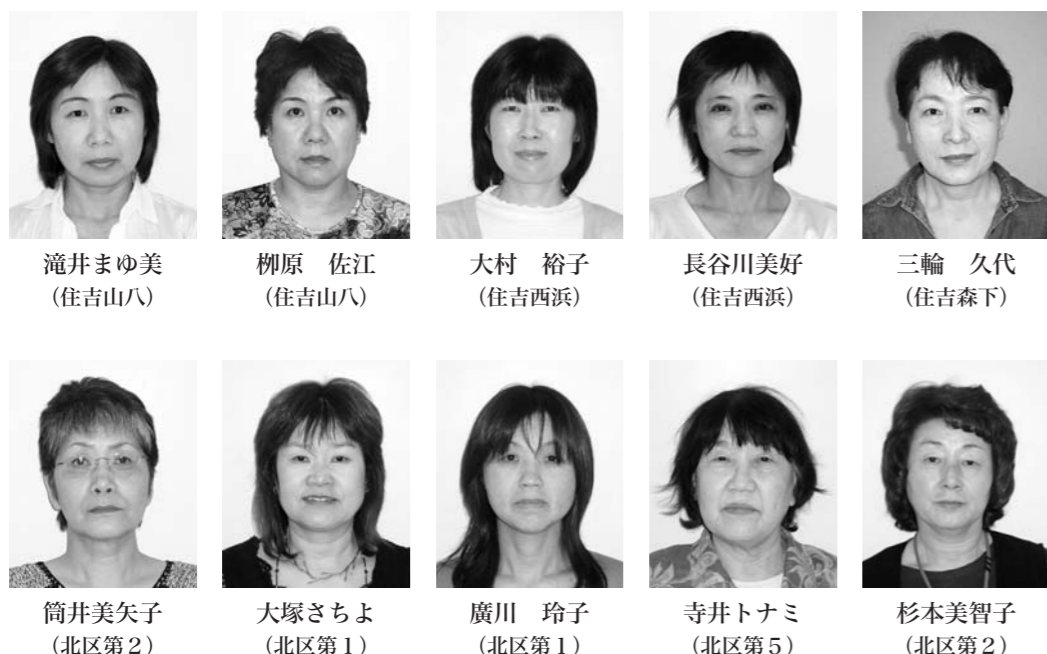 滝井まゆ美 栁原　佐江 大村　裕子 長谷川美好 三輪　久代
(住吉山八) (住吉山八) (住吉西浜) (住吉西浜) (住吉森下)
筒井美矢子 大塚さちよ 廣川　玲子 寺井トナミ 杉本美智子
(北区第２) (北区第１) (北区第１) (北区第５) (北区第２)